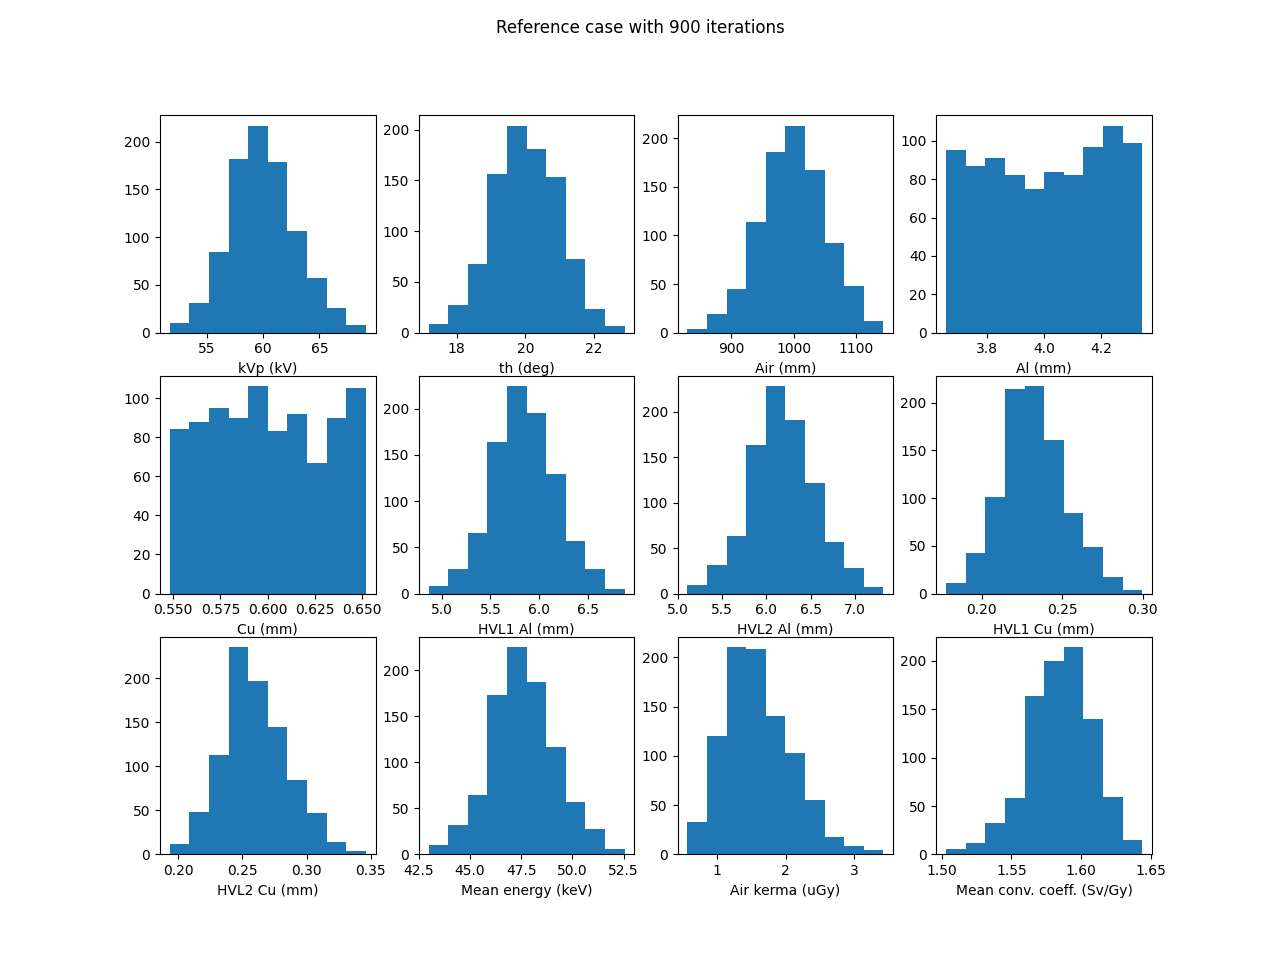 Reference case with 900 iterations
200
150
100
50
0
55 60 65
kVp (kV)
200
150
100
50
0
18 20 22
th (deg)
200
150
100
50
0
900 1000 1100
Air (mm)
100
80
60
40
20
0
3.8 4.0 4.2
Al (mm)
100
80
60
40
20
0
0.550 0.575 0.600 0.625 0.650
Cu (mm)
200
150
100
50
0
5.0 5.5 6.0 6.5
HVL1 Al (mm)
200
150
100
50
0
5.0 5.5 6.0 6.5 7.0
HVL2 Al (mm)
200
150
100
50
0
0.20 0.25 0.30
HVL1 Cu (mm)
200
150
100
50
0
0.20 0.25 0.30 0.35
HVL2 Cu (mm)
200
150
100
50
0
42.5 45.0 47.5 50.0 52.5
Mean energy (keV)
200
150
100
50
0
1 2 3
Air kerma (uGy)
200
150
100
50
0
1.50 1.55 1.60 1.65
Mean conv. coeff. (Sv/Gy)